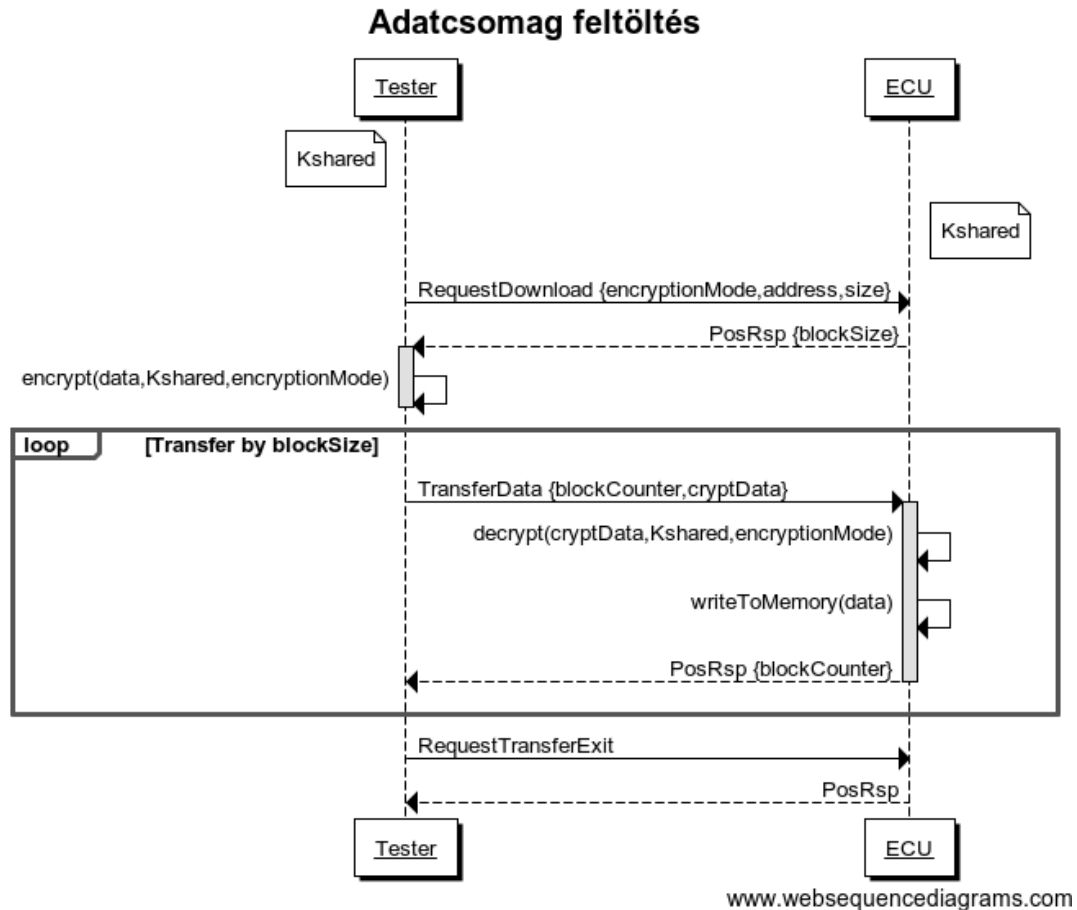 Adatcsomag feltöltés
Tester
ECU
Kshared
Kshared
RequestDownload {encryptionMode,address,size}
PosRsp {blockSize}
encrypt(data,Kshared,encryptionMode)
loop
[Transfer by blockSize]
TransferData {blockCounter,cryptData}
decrypt(cryptData,Kshared,encryptionMode)
writeToMemory(data)
PosRsp {blockCounter}
RequestTransferExit
PosRsp
Tester
ECU
www.websequencediagrams.com